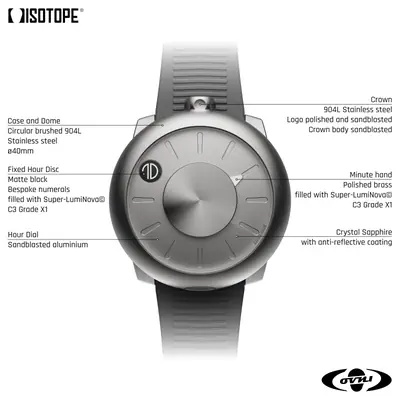 ISOTOPE®
Crown
904L Stainless steel
Logo polished and sandblasted
Crown body sandblasted
Case and Dome
Circular brushed 904L
Stainless steel
ø40mm
Fixed Hour Disc
Matte black
Bespoke numerals
filled with Super-LumiNova©
C3 Grade X1
Minute hand
Polished brass
filled with Super-LumiNova©
C3 Grade X1
Hour Dial
Sandblasted aluminium
Crystal Sapphire
with anti-reflective coating
OVNI